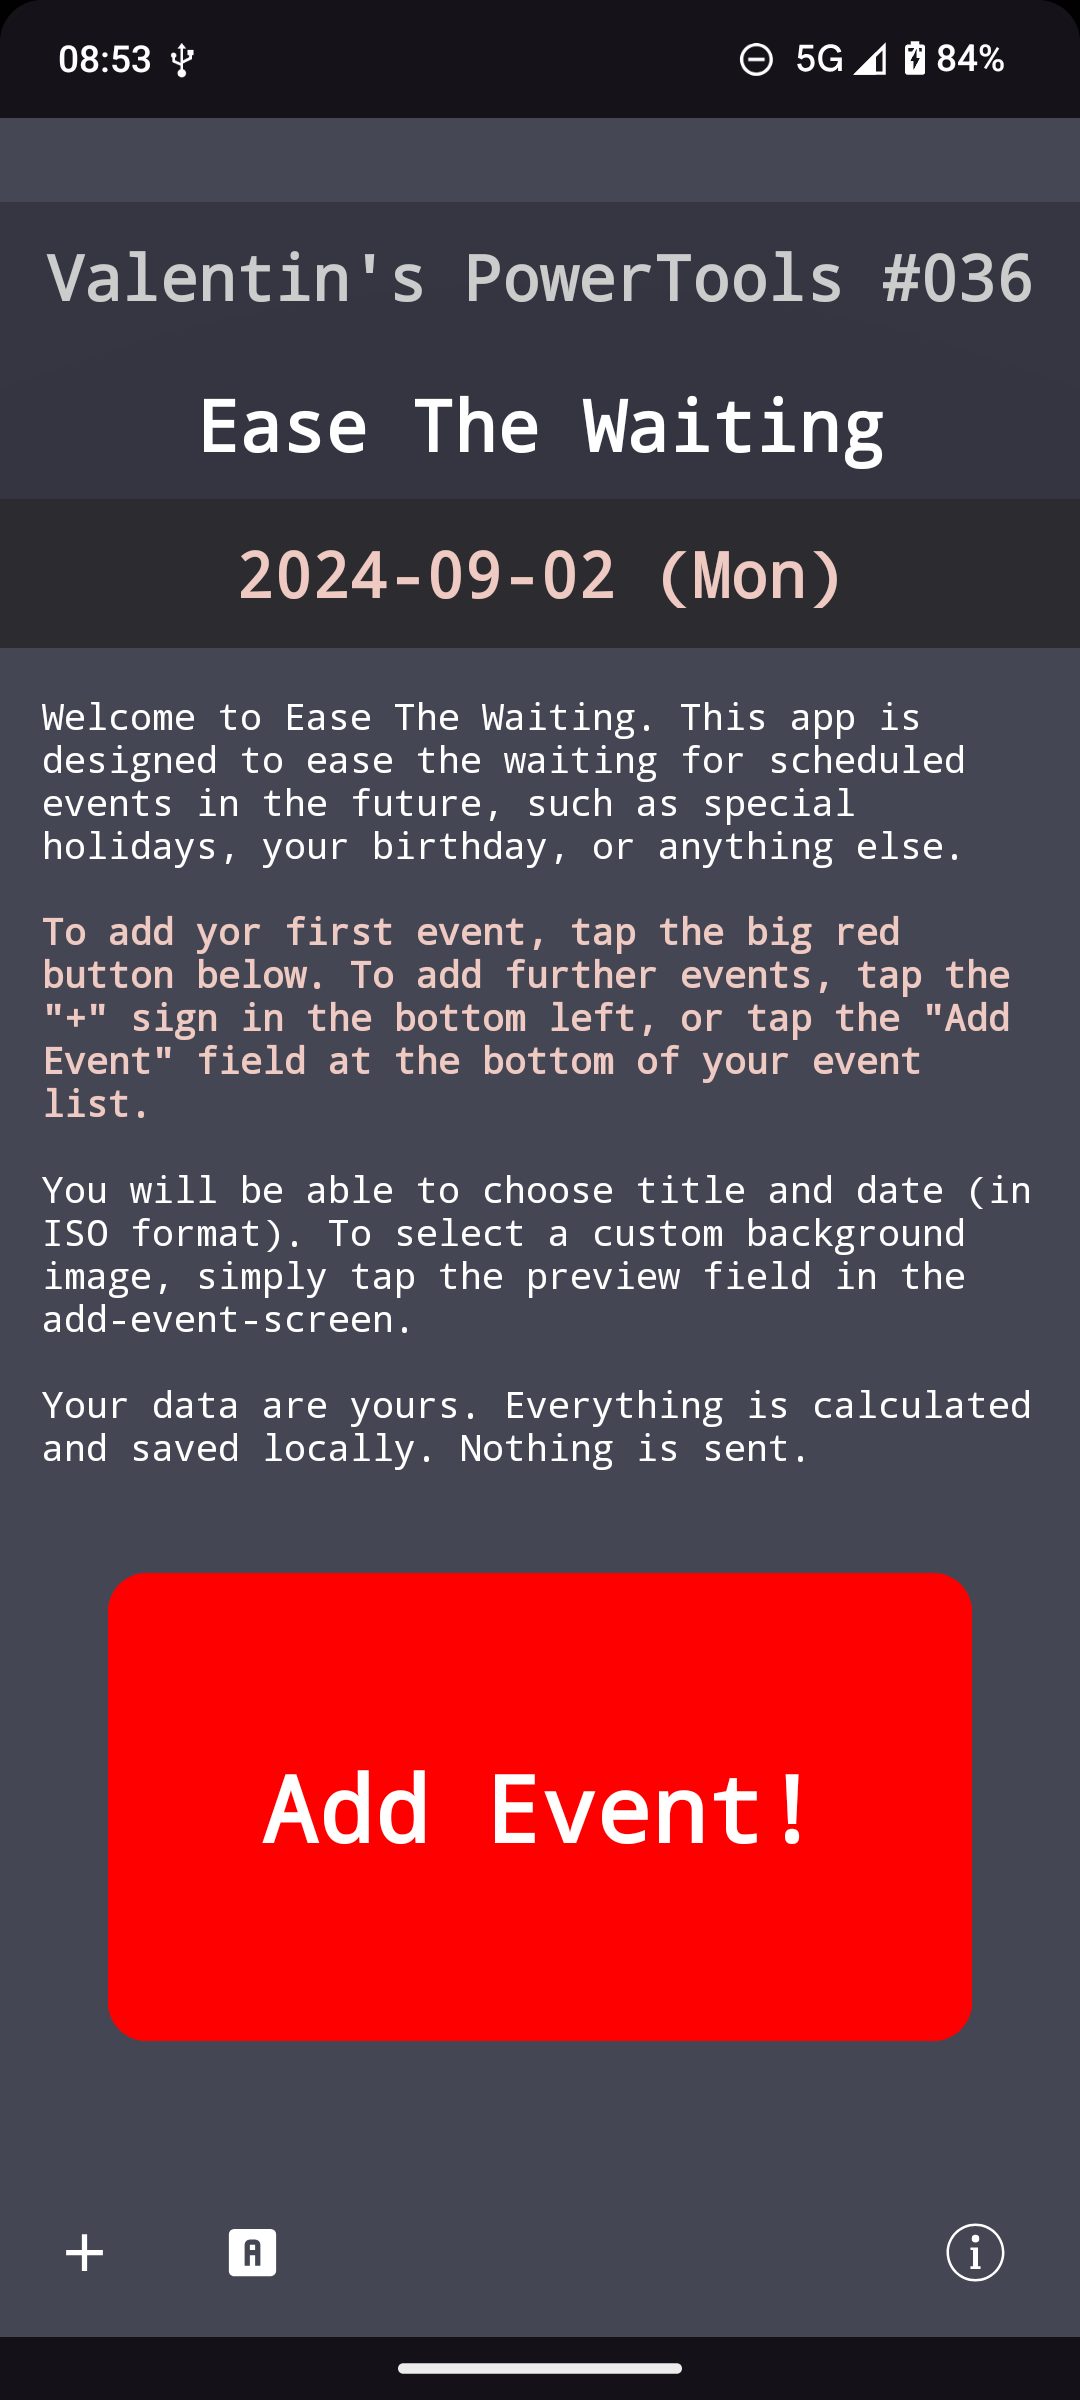 08:53
5G 84%
Valentin's PowerTools #036
Ease The Waiting
2024-09-02 (Mon)
Welcome to Ease The Waiting. This app is
designed to ease the waiting for scheduled
events in the future, such as special
holidays, your birthday, or anything else.
To add yor first event, tap the big red
button below. To add further events, tap the
"+" sign in the bottom left, or tap the "Add
Event" field at the bottom of your event
list.
You will be able to choose title and date (in
ISO format). To select a custom background
image, simply tap the preview field in the
add-event-screen.
Your data are yours. Everything is calculated
and saved locally. Nothing is sent.
Add Event!
+ A i